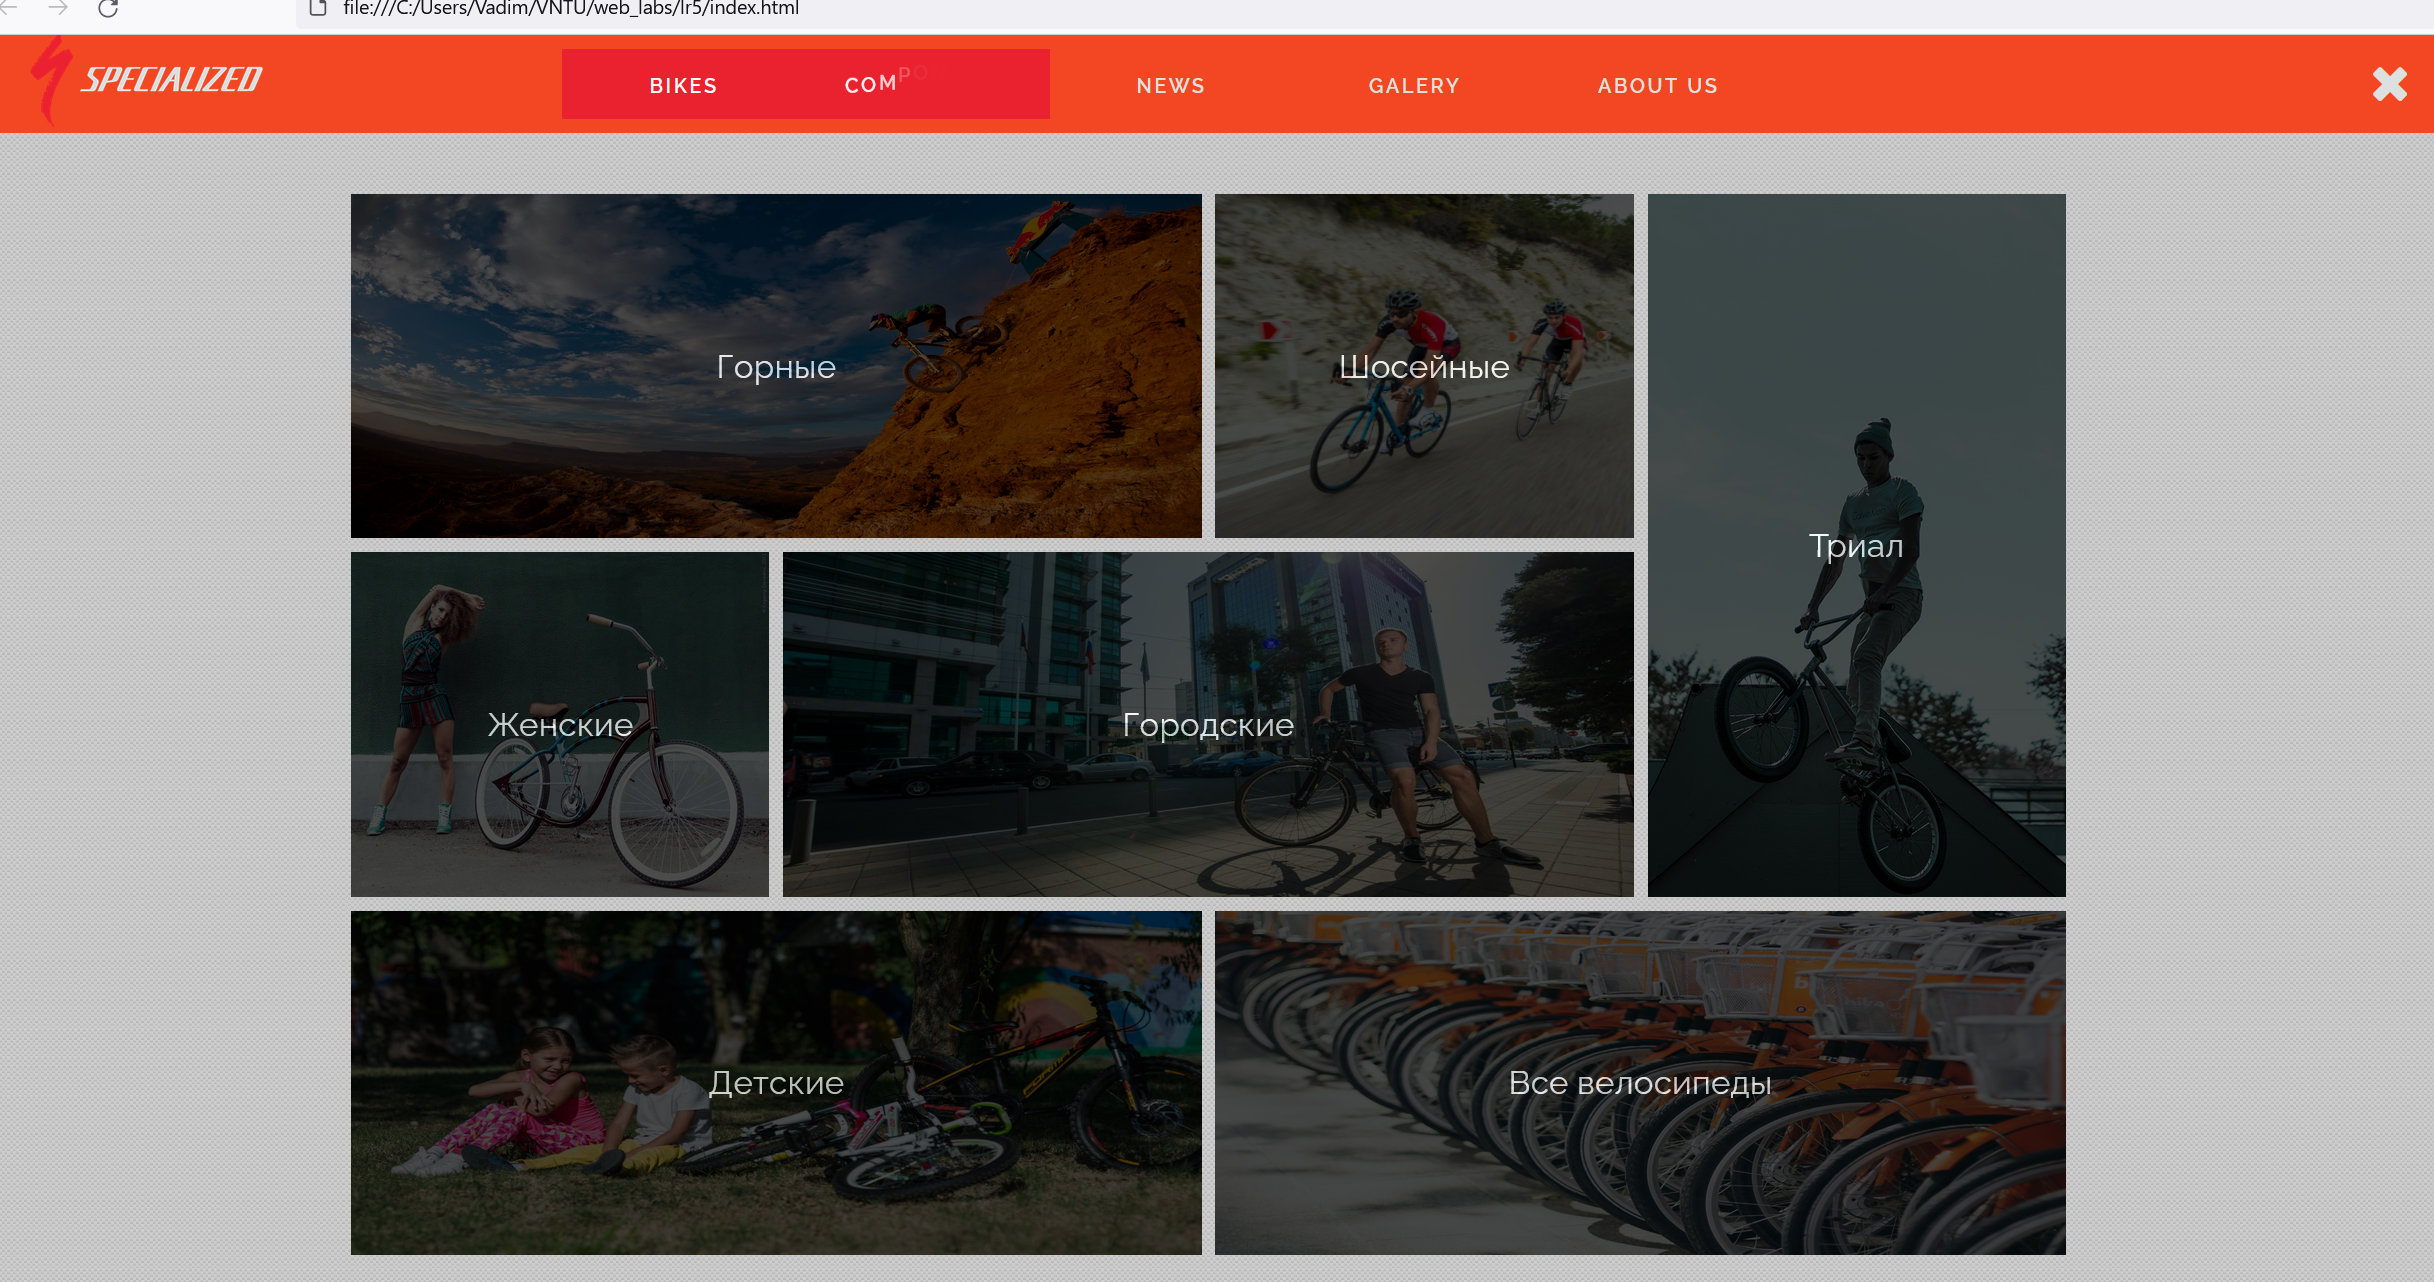 file:///C:/Users/Vadim/VNTU/web_labs/lr5/index.html
SPECIALIZED
BIKES
COMPO
NEWS
GALERY
ABOUT US
Горные
Шосейные
Триал
Женские
Городские
Детские
Все велосипеды